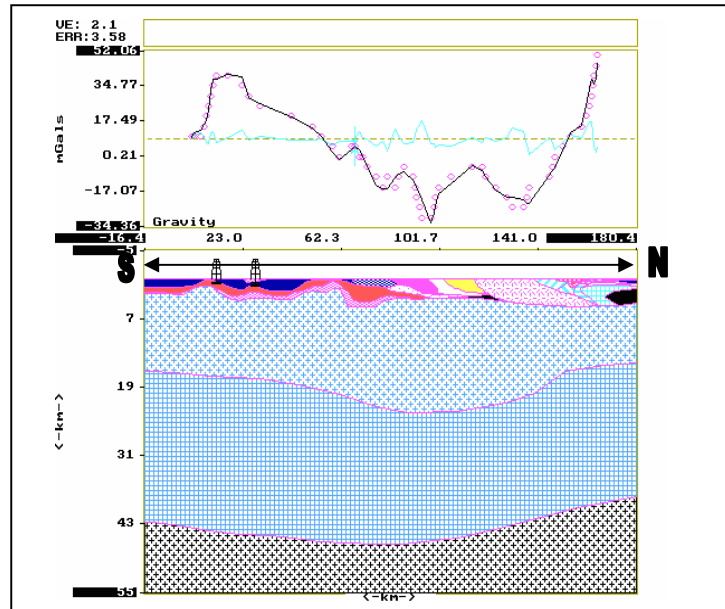 VE: 2.1
ERR:3.58
52.06
34.77
17.49
0.21
-17.07
-34.36
mGals
Gravity
-16.4 23.0 62.3 101.7 141.0 180.4
-5
S N
7
19
31
43
55
<-km->
<-km->